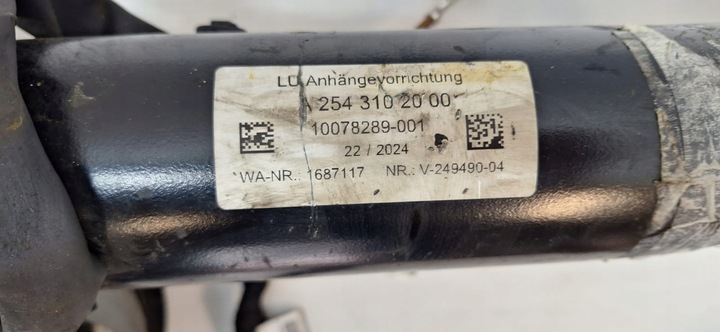 LU Anhängevorrichtung
A 254 310 20 00
10078289-001
22 / 2024
WA-NR.: 1687117 NR.: V-249490-04